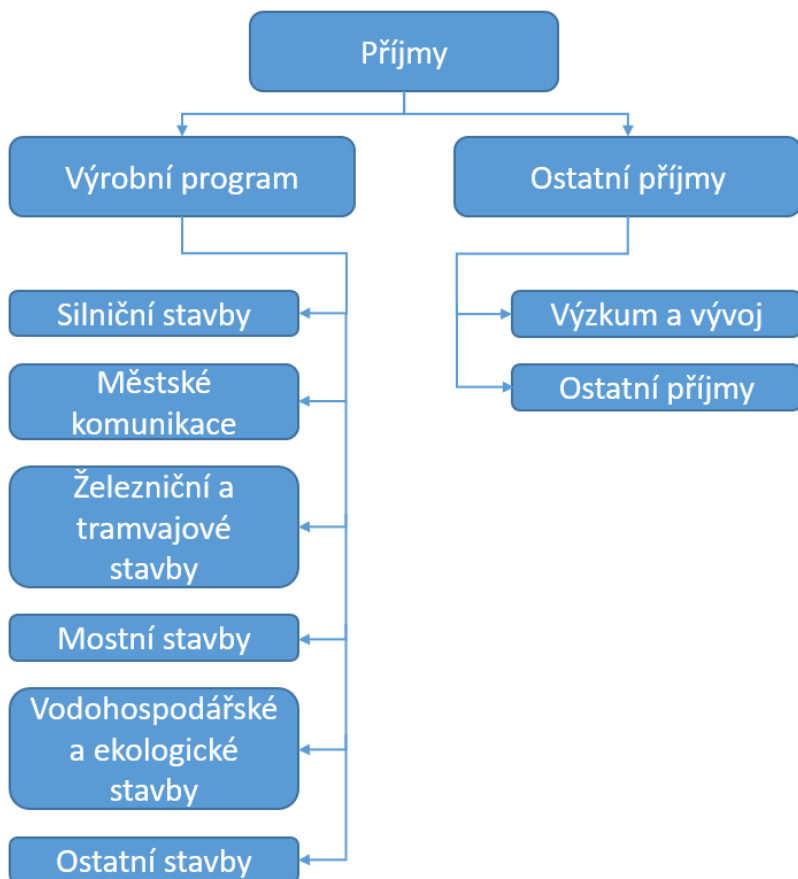 Příjmy
Výrobní program
Ostatní příjmy
Silniční stavby
Městské
komunikace
Železniční a
tramvajové
stavby
Mostní stavby
Vodohospodářské
a ekologické
stavby
Ostatní stavby
Výzkum a vývoj
Ostatní příjmy